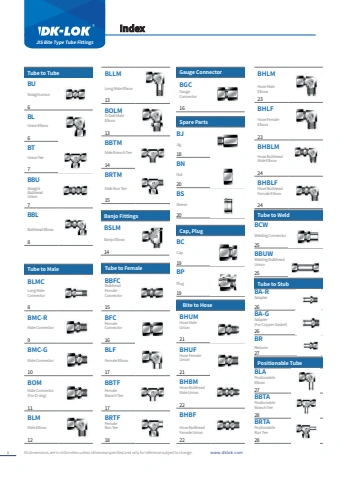 DK-LOK®
JIS Bite Type Tube Fittings
Index
Tube to Tube
BU
6
BL
Union Elbow
6
BT
Union Tee
7
BBU
Straight
Bulkhead
Union
7
BBL
Bulkhead Elbow
8
Tube to Male
BLMC
Long Male
Connector
8
BMC-R
Male Connector
9
BMC-G
Male Connector
10
BOM
Male Connector
11
BLM
Male Elbow
12
BLLM
Long Male Elbow
13
BOLM
Elbow
13
BBTM
Male Branch Tee
14
BRTM
Male Run Tee
15
Banjo Fittings
BSLM
Banjo Elbow
14
Tube to Female
BBFC
Bulkhead
Female
Connector
15
BFC
Female
Connector
16
BLF
Female Elbow
17
BBTF
Female
Branch Tee
17
BRTF
Female
Run Tee
18
Gauge Connector
BGC
Gauge
Connector
16
Spare Parts
BJ
18
BN
Nut
20
BS
Sleeve
20
Cap, Plug
BC
Cap
19
BP
Plug
19
Bite to Hose
BHUM
Hose Male
Union
21
BHUF
Hose Female
Union
21
BHBM
Hose Bulkhead
Male Union
22
BHBF
Hose Bulkhead
Female Union
22
BHLM
Hose Male
Elbow
23
BHLF
Hose Female
Elbow
23
BHBLM
Hose Bulkhead
Male Elbow
24
BHBLF
Hose Bulkhead
Female Elbow
24
Tube to Weld
BCW
Welding Connector
25
BBUW
Welding Bulkhead
Union
25
Tube to Stub
BA-R
Adapter
26
BA-G
Adapter
(For Copper Gasket)
26
BR
Reducer
27
Positionable Tube
BLA
Positionable
Elbow
27
BBTA
Positionable
Branch Tee
28
BRTA
Positionable
Run Tee
28
All dimensions are in millimeters unless otherwise specified and only for reference subject to change.
www.dklok.com